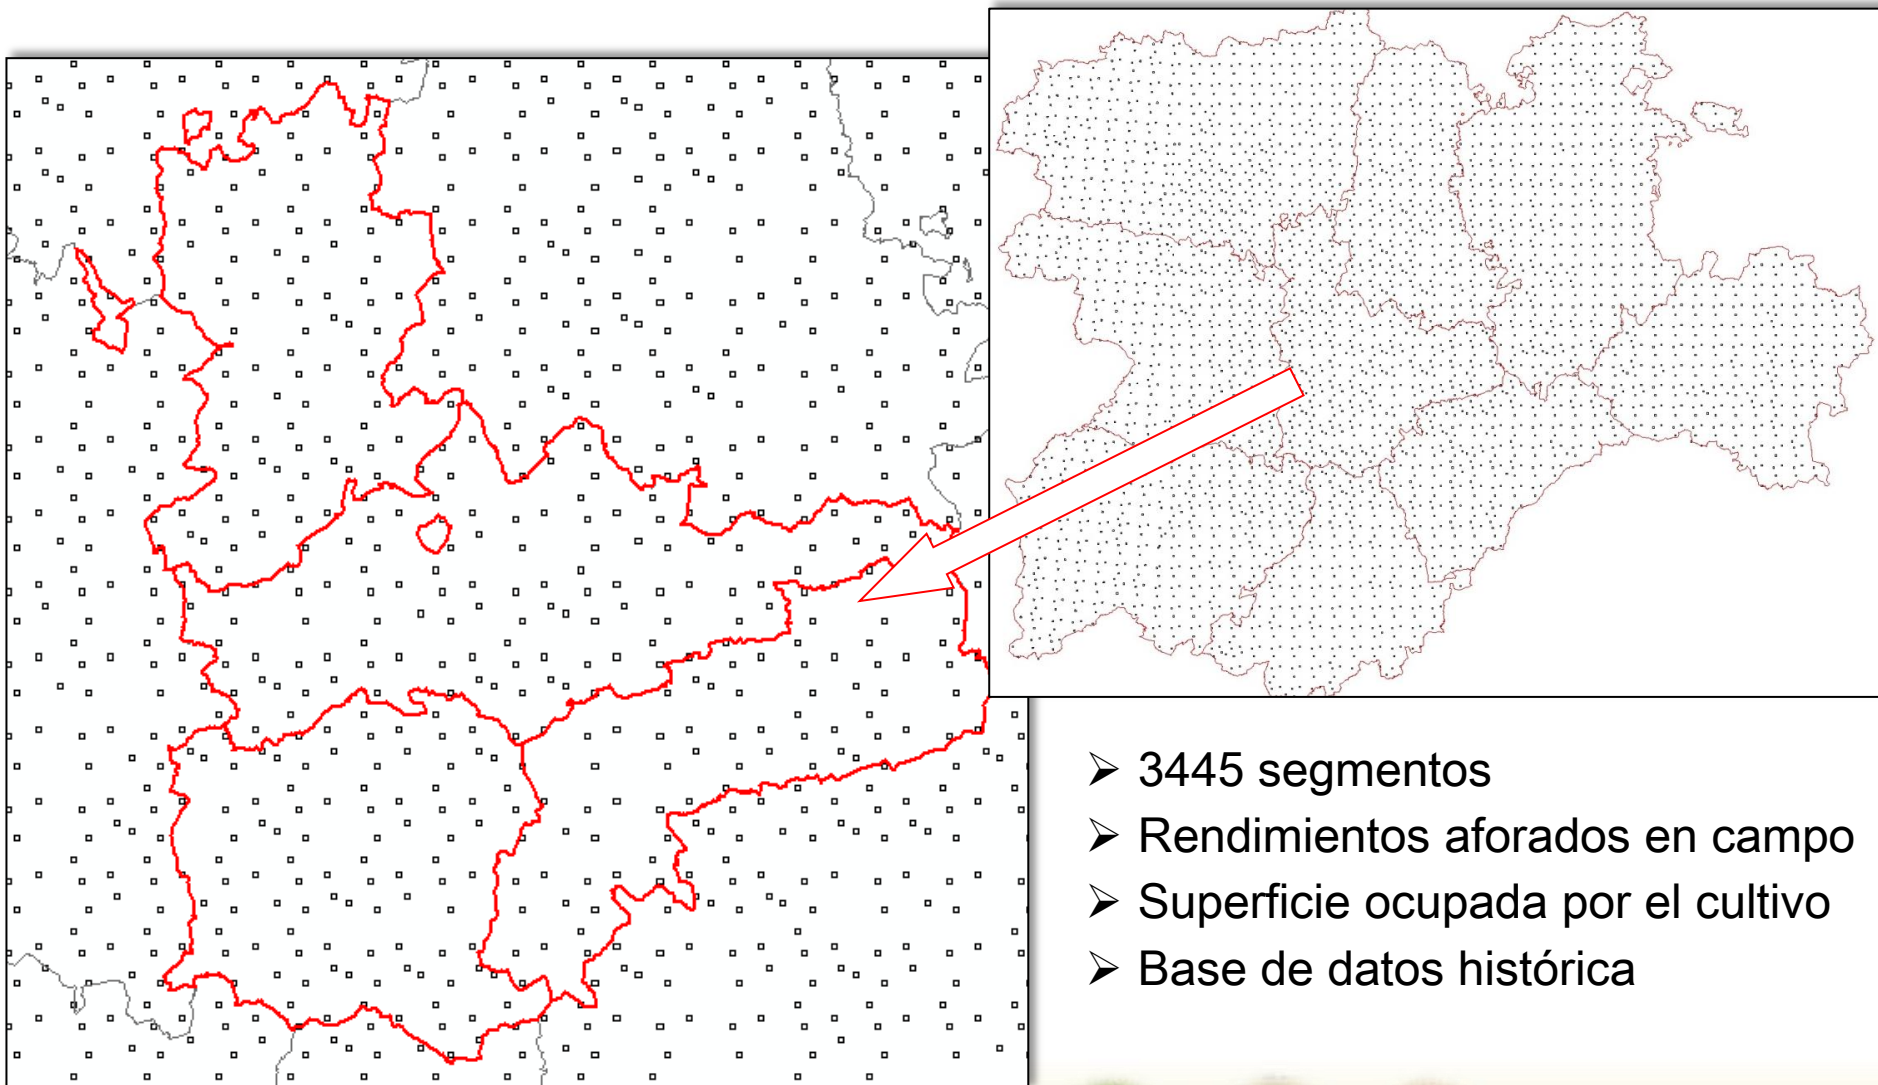 ➢ 3445 segmentos
➢ Rendimientos aforados en campo
➢ Superficie ocupada por el cultivo
➢ Base de datos histórica